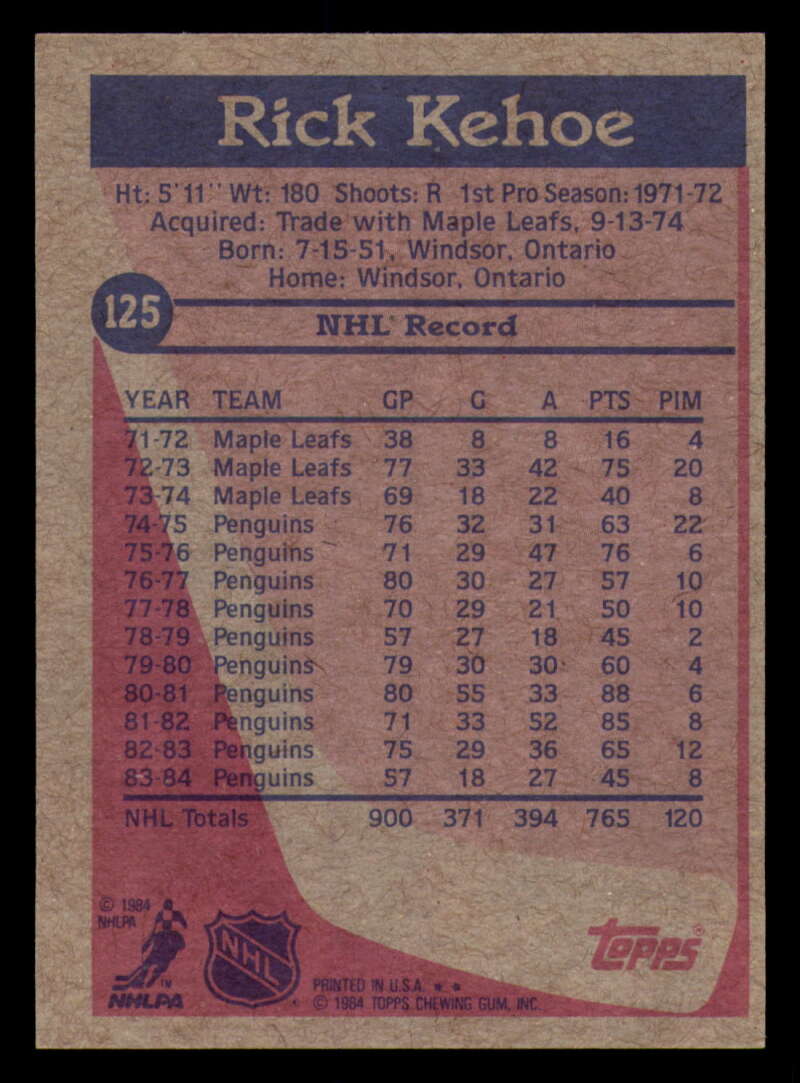 Rick Kehoe
Ht: 5'11" Wt: 180 Shoots: R 1st Pro Season: 1971-72
Acquired: Trade with Maple Leafs, 9-13-74
Born: 7-15-51, Windsor, Ontario
Home: Windsor, Ontario
125
NHL® Record
YEAR TEAM GP G A PTS PIM
71-72 Maple Leafs 38 8 8 16 4
72-73 Maple Leafs 77 33 42 75 20
73-74 Maple Leafs 69 18 22 40 8
74-75 Penguins 76 32 31 63 22
75-76 Penguins 71 29 47 76 6
76-77 Penguins 80 30 27 57 10
77-78 Penguins 70 29 21 50 10
78-79 Penguins 57 27 18 45 2
79-80 Penguins 79 30 30 60 4
80-81 Penguins 80 55 33 88 6
81-82 Penguins 71 33 52 85 8
82-83 Penguins 75 29 36 65 12
83-84 Penguins 57 18 27 45 8
NHL Totals 900 371 394 765 120
© 1984
NHLPA
NHLPA™
NHL
Topps®
PRINTED IN U.S.A. **
© 1984 TOPPS CHEWING GUM, INC.